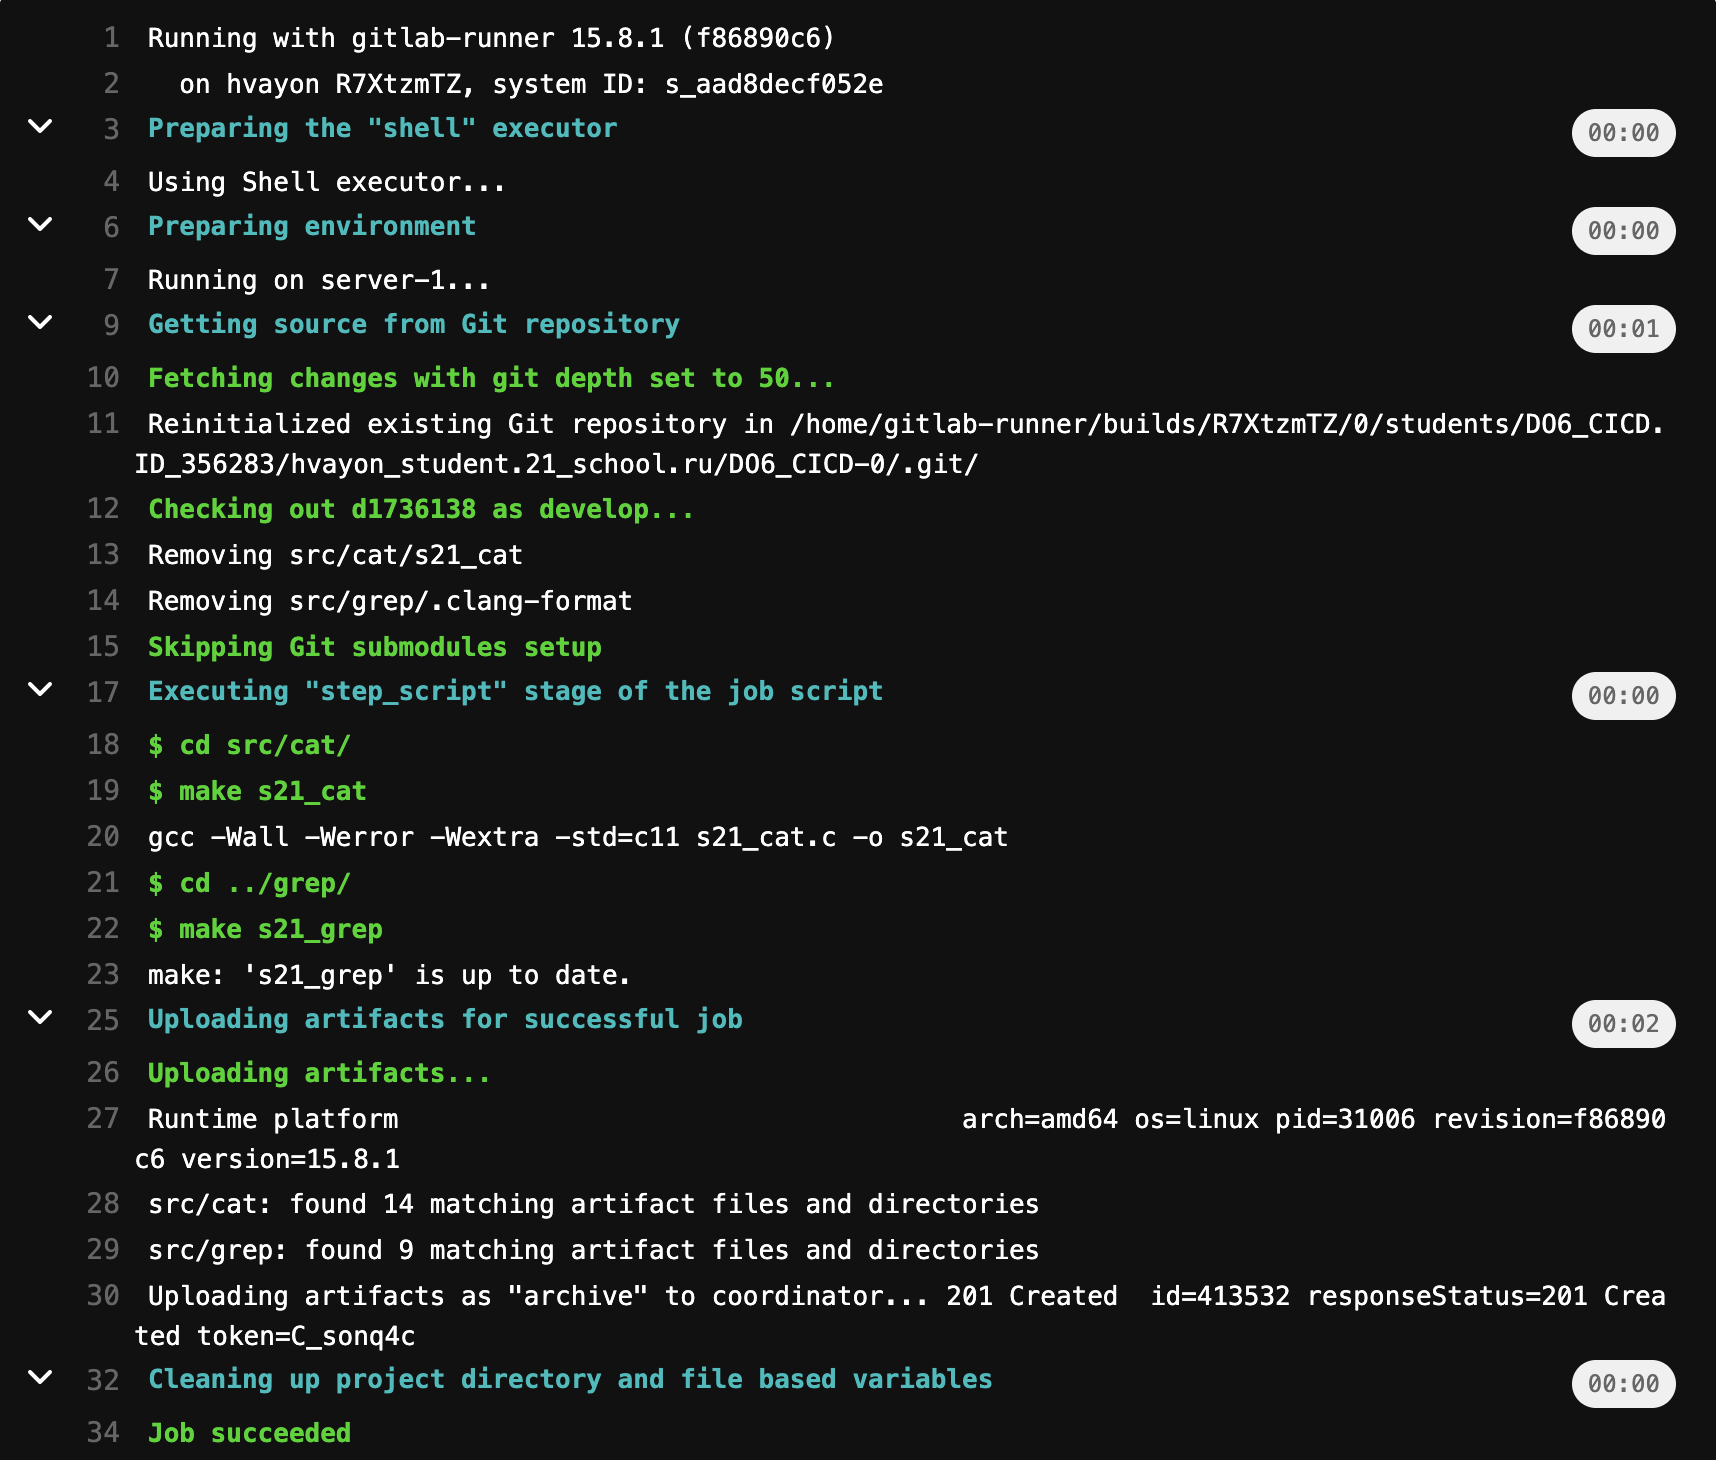 1 Running with gitlab-runner 15.8.1 (f86890c6)
2 on hvayon R7XtzmTZ, system ID: s_aad8decf052e
3 Preparing the "shell" executor 00:00
4 Using Shell executor...
6 Preparing environment 00:00
7 Running on server-1...
9 Getting source from Git repository 00:01
10 Fetching changes with git depth set to 50...
11 Reinitialized existing Git repository in /home/gitlab-runner/builds/R7XtzmTZ/0/students/DO6_CICD.
ID_356283/hvayon_student.21_school.ru/DO6_CICD-0/.git/
12 Checking out d1736138 as develop...
13 Removing src/cat/s21_cat
14 Removing src/grep/.clang-format
15 Skipping Git submodules setup
17 Executing "step_script" stage of the job script 00:00
18 $ cd src/cat/
19 $ make s21_cat
20 gcc -Wall -Werror -Wextra -std=c11 s21_cat.c -o s21_cat
21 $ cd ../grep/
22 $ make s21_grep
23 make: 's21_grep' is up to date.
25 Uploading artifacts for successful job 00:02
26 Uploading artifacts...
27 Runtime platform arch=amd64 os=linux pid=31006 revision=f86890
c6 version=15.8.1
28 src/cat: found 14 matching artifact files and directories
29 src/grep: found 9 matching artifact files and directories
30 Uploading artifacts as "archive" to coordinator... 201 Created id=413532 responseStatus=201 Crea
ted token=C_sonq4c
32 Cleaning up project directory and file based variables 00:00
34 Job succeeded